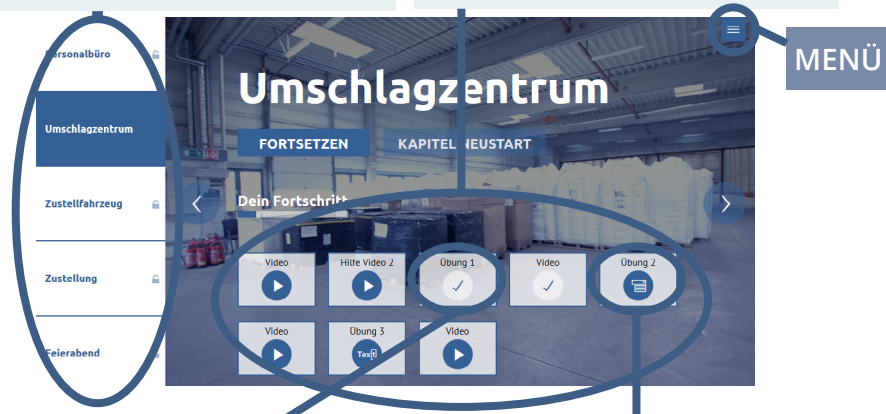 Personalbüro
Umschlagzentrum
Zustellfahrzeug
Zustellung
Feierabend
MENÜ
Umschlagzentrum
FORTSETZEN
KAPITEL NEUSTART
Dein Fortschritt
Video
Hilfe Video 2
Übung 1
Video
Übung 2
Video
Übung 3
Video
Text